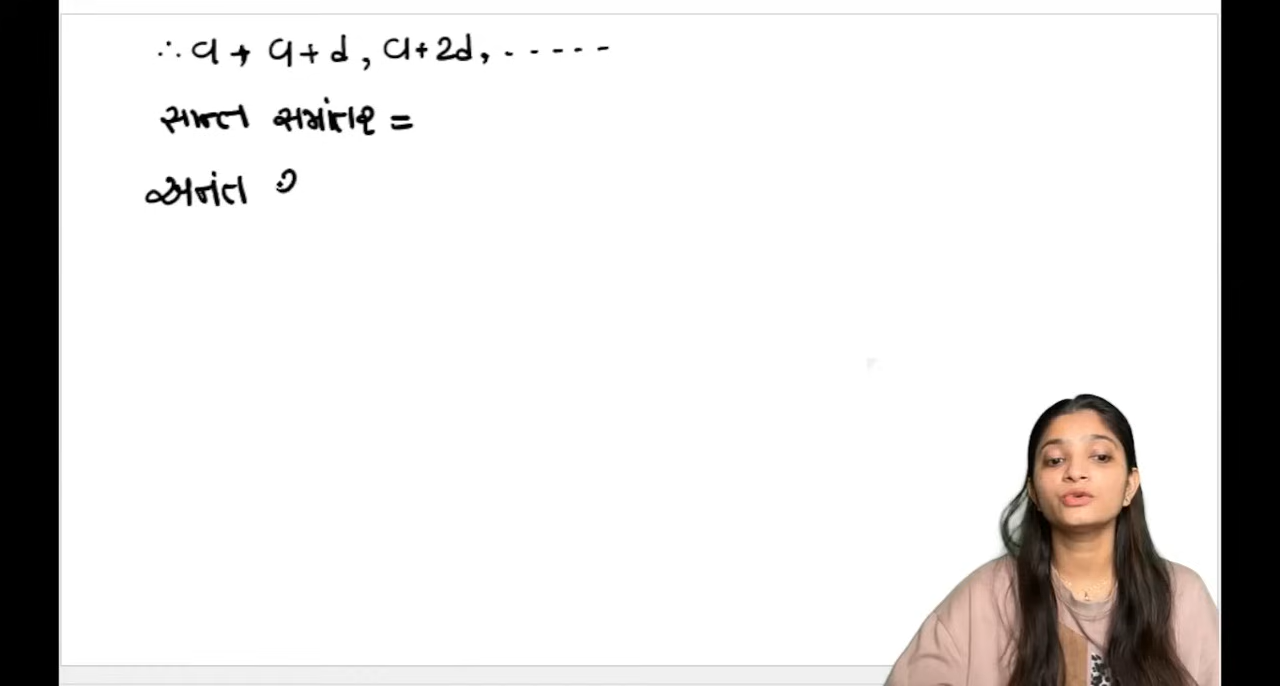 ∴ a + a + d, a + 2d, ------
સાન્ત સમાંતર =
અનંત